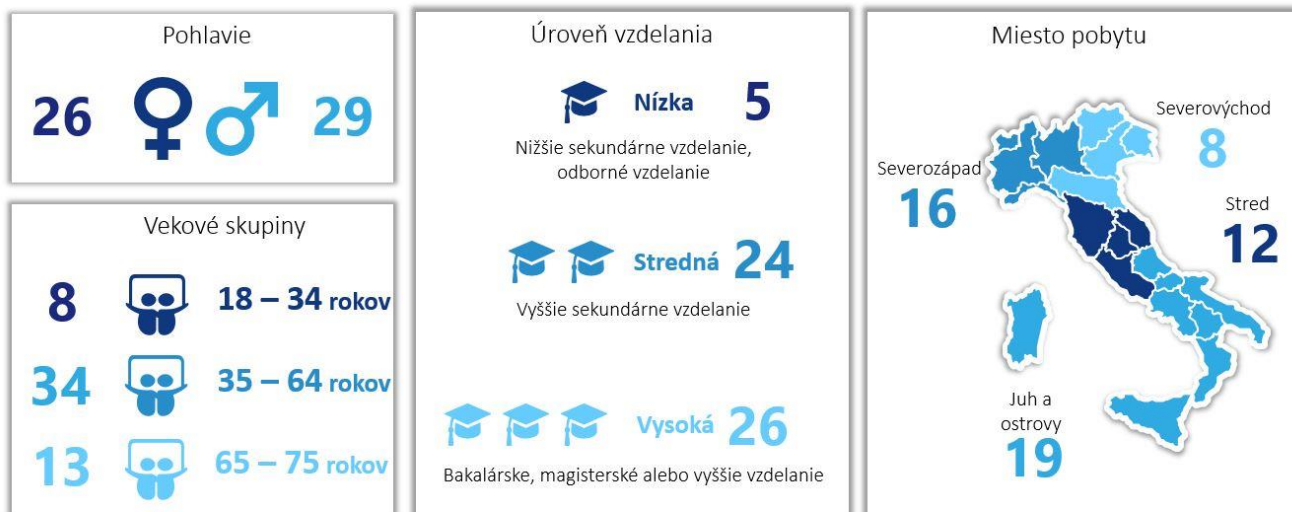 Pohlavie
26
29
Vekové skupiny
8
18 – 34 rokov
34
35 – 64 rokov
13
65 – 75 rokov
Úroveň vzdelania
Nízka 5
Nižšie sekundárne vzdelanie,
odborné vzdelanie
Stredná 24
Vyššie sekundárne vzdelanie
Vysoká 26
Bakalárske, magisterské alebo vyššie vzdelanie
Miesto pobytu
Severovýchod
8
Severozápad
16
Stred
12
Juh a
ostrovy
19